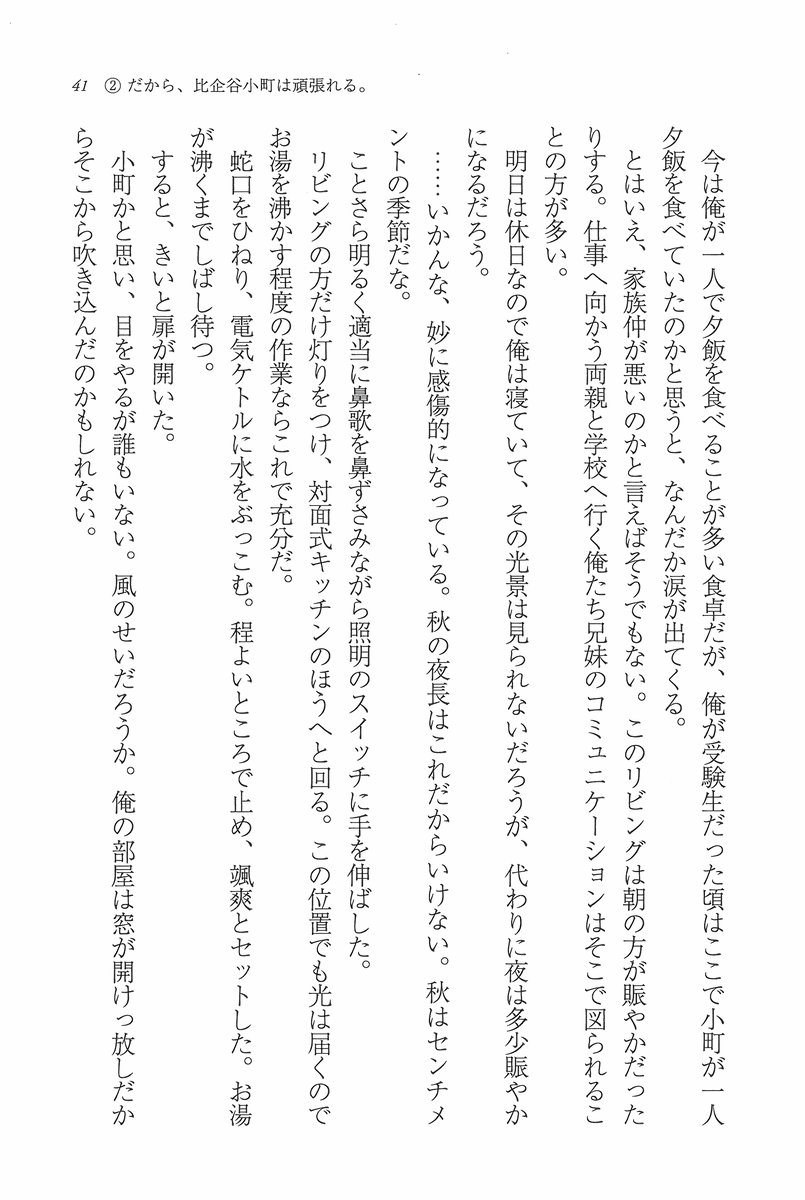 41 ② だから、比企谷小町は頑張れる。
今は俺が一人で夕飯を食べることが多い食卓だが、俺が受験生だった頃はここで小町が一人
夕飯を食べていたのかと思うと、なんだか涙が出てくる。
とはいえ、家族仲が悪いのかと言えばそうでもない。このリビングは朝の方が賑やかだった
りする。仕事へ向かう両親と学校へ行く俺たち兄妹のコミュニケーションはそこで図られるこ
との方が多い。
明日は休日なので俺は寝ていて、その光景は見られないだろうが、代わりに夜は多少賑やか
になるだろう。
……いかんな、妙に感傷的になっている。秋の夜長はこれだからいけない。秋はセンチメ
ントの季節だな。
ことさら明るく適当に鼻歌を鼻ずさみながら照明のスイッチに手を伸ばした。
リビングの方だけ灯りをつけ、対面式キッチンのほうへと回る。この位置でも光は届くので
お湯を沸かす程度の作業ならこれで充分だ。
蛇口をひねり、電気ケトルに水をぶっこむ。程よいところで止め、颯爽とセットした。お湯
が沸くまでしばし待つ。
すると、きいと扉が開いた。
小町かと思い、目をやるが誰もいない。風のせいだろうか。俺の部屋は窓が開けっ放しだか
らそこから吹き込んだのかもしれない。